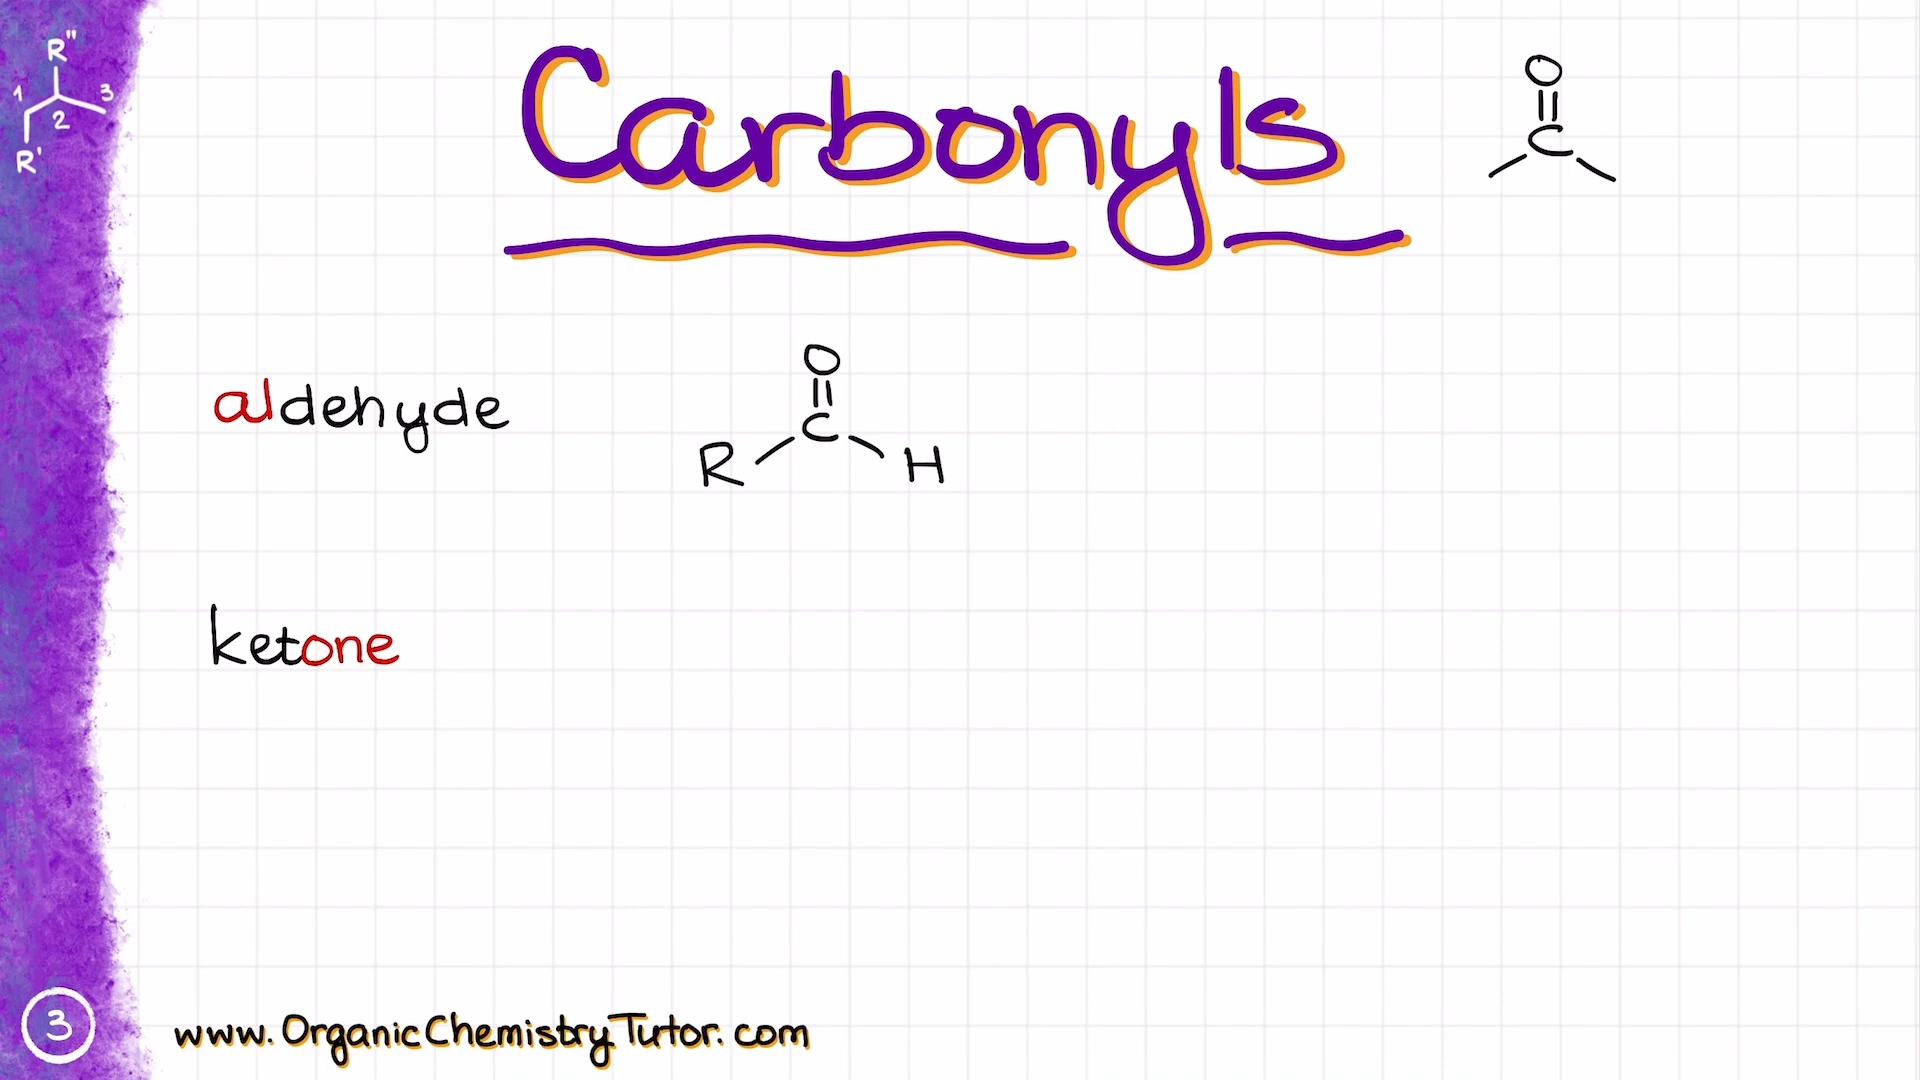 R"
1 3
2
R'
Carbonyls
O
C
aldehyde
O
C
R H
ketone
3
www.OrganicChemistryTutor.com